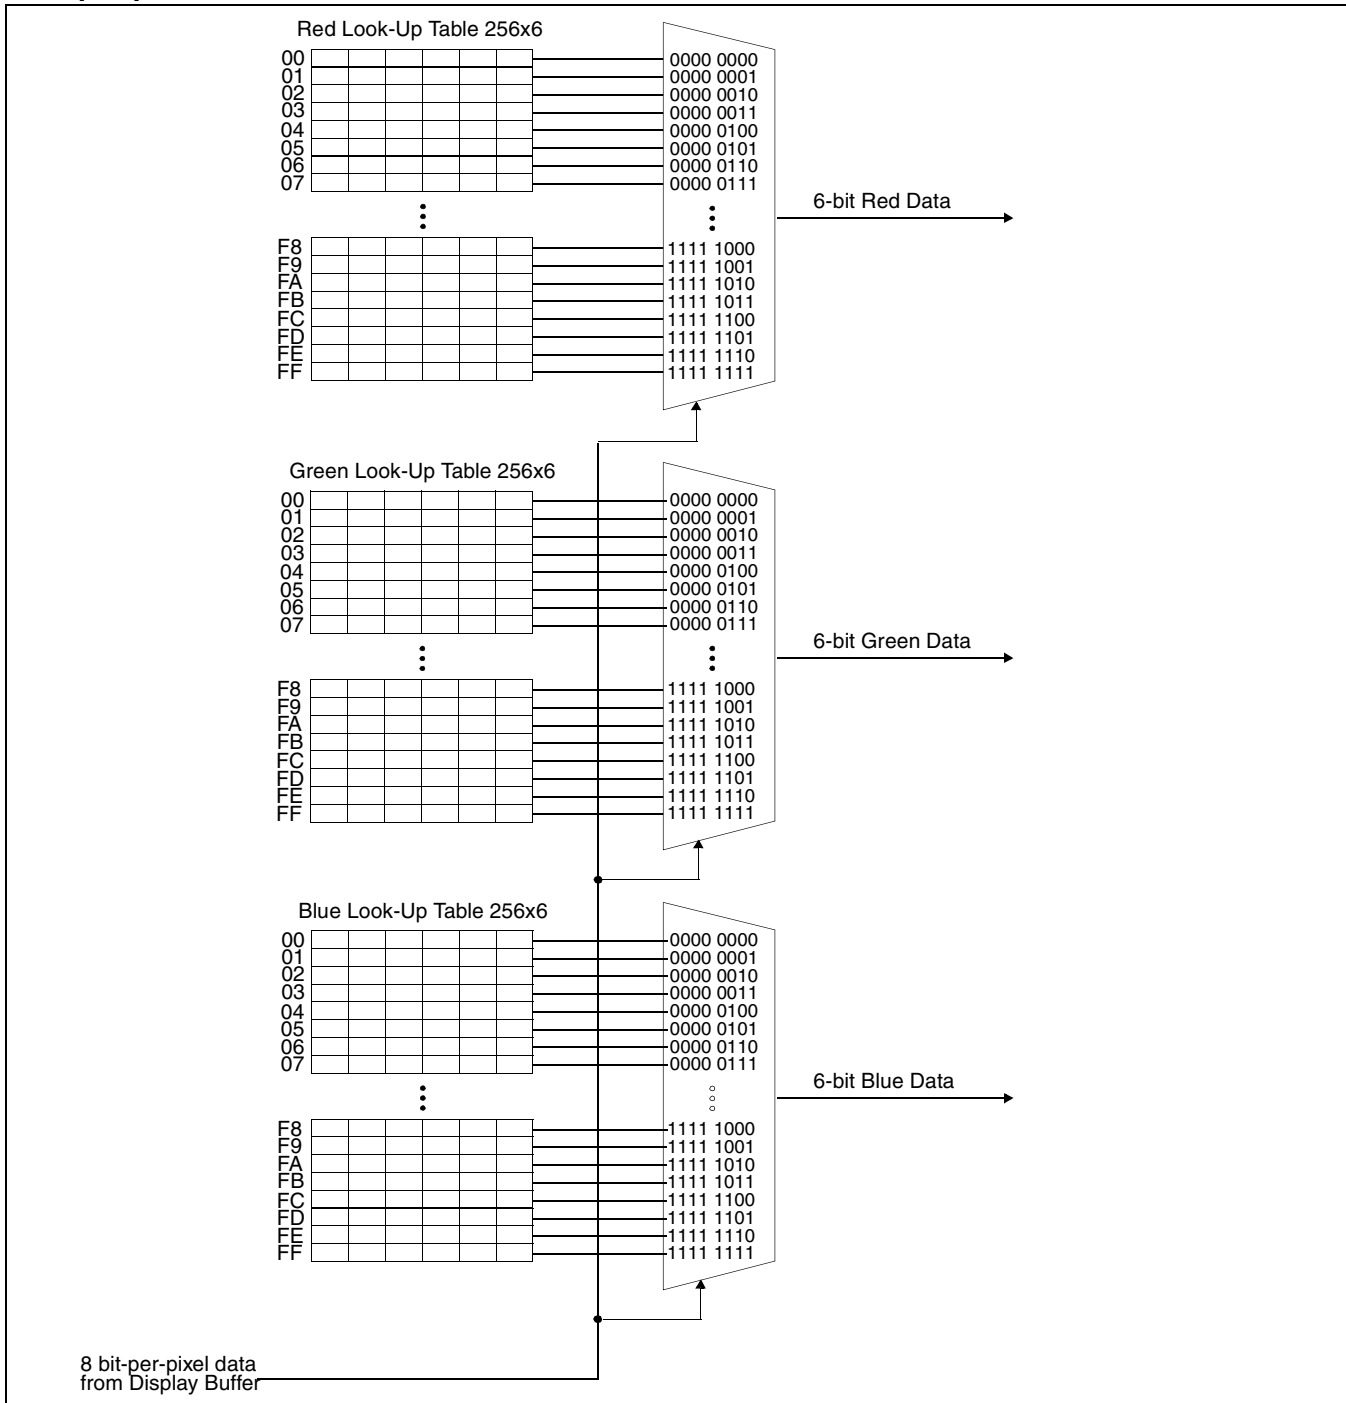 Red Look-Up Table 256x6
00 0000 0000
01 0000 0001
02 0000 0010
03 0000 0011
04 0000 0100
05 0000 0101
06 0000 0110
07 0000 0111
6-bit Red Data
F8 1111 1000
F9 1111 1001
FA 1111 1010
FB 1111 1011
FC 1111 1100
FD 1111 1101
FE 1111 1110
FF 1111 1111
Green Look-Up Table 256x6
00 0000 0000
01 0000 0001
02 0000 0010
03 0000 0011
04 0000 0100
05 0000 0101
06 0000 0110
07 0000 0111
6-bit Green Data
F8 1111 1000
F9 1111 1001
FA 1111 1010
FB 1111 1011
FC 1111 1100
FD 1111 1101
FE 1111 1110
FF 1111 1111
Blue Look-Up Table 256x6
00 0000 0000
01 0000 0001
02 0000 0010
03 0000 0011
04 0000 0100
05 0000 0101
06 0000 0110
07 0000 0111
6-bit Blue Data
F8 1111 1000
F9 1111 1001
FA 1111 1010
FB 1111 1011
FC 1111 1100
FD 1111 1101
FE 1111 1110
FF 1111 1111
8 bit-per-pixel data
from Display Buffer